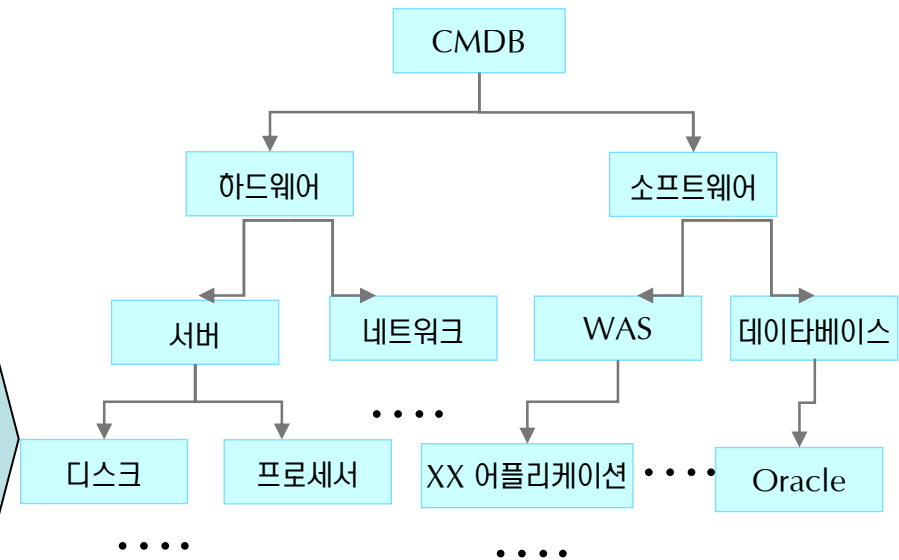 CMDB
하드웨어
소프트웨어
서버
네트워크
WAS
데이타베이스
....
디스크
프로세서
XX 어플리케이션
....
Oracle
....
....